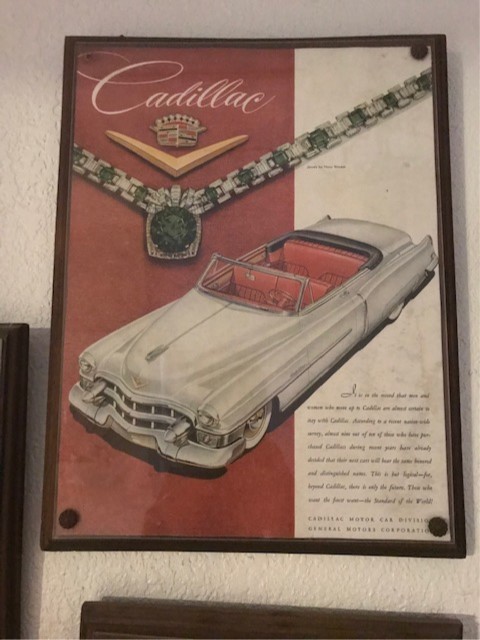 Cadillac
It is on the record that men and
women who move up to Cadillac are almost certain to
stay with Cadillac. According to a recent nation-wide
survey, almost nine out of ten of those who have pur-
chased Cadillacs during recent years have already
decided that their next cars will bear the same honored
and distinguished name. This is but logical—for,
beyond Cadillac, there is only the future. Those who
want the finest want—the Standard of the World!
CADILLAC MOTOR CAR DIVISIO
GENERAL MOTORS CORPORATIO